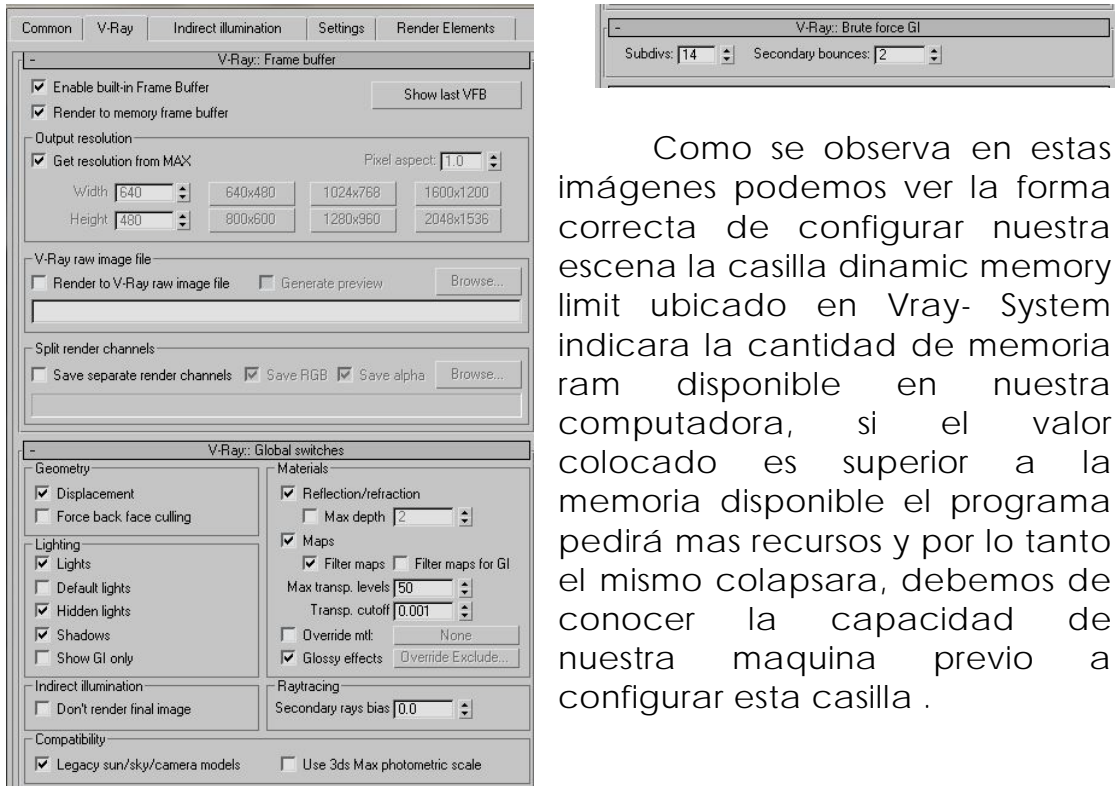 Common V-Ray Indirect illumination Settings Render Elements
- V-Ray:: Frame buffer
Enable built-in Frame Buffer
Show last VFB
Render to memory frame buffer
Output resolution
Get resolution from MAX Pixel aspect: 1.0
Width 640 640x480 1024x768 1600x1200
Height 480 800x600 1280x960 2048x1536
V-Ray raw image file
Render to V-Ray raw image file Generate preview Browse...
Split render channels
Save separate render channels Save RGB Save alpha Browse...
- V-Ray:: Global switches
Geometry
Displacement
Force back face culling
Lighting
Lights
Default lights
Hidden lights
Shadows
Show GI only
Materials
Reflection/refraction
Max depth 2
Maps
Filter maps Filter maps for GI
Max transp. levels 50
Transp. cutoff 0.001
Override mtl: None
Glossy effects Override Exclude...
Indirect illumination
Don't render final image
Raytracing
Secondary rays bias 0.0
Compatibility
Legacy sun/sky/camera models Use 3ds Max photometric scale
- V-Ray:: Brute force GI
Subdivs: 14 Secondary bounces: 2
Como se observa en estas
imágenes podemos ver la forma
correcta de configurar nuestra
escena la casilla dinamic memory
limit ubicado en Vray- System
indicara la cantidad de memoria
ram disponible en nuestra
computadora, si el valor
colocado es superior a la
memoria disponible el programa
pedirá mas recursos y por lo tanto
el mismo colapsara, debemos de
conocer la capacidad de
nuestra maquina previo a
configurar esta casilla .